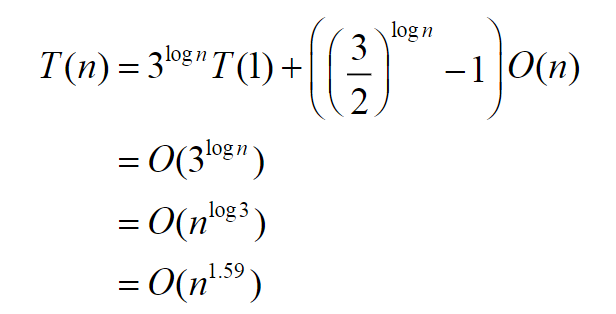 T(n) = 3^{log n} T(1) + ((3/2)^{log n} − 1) O(n)
= O(3^{log n})
= O(n^{log 3})
= O(n^{1.59})